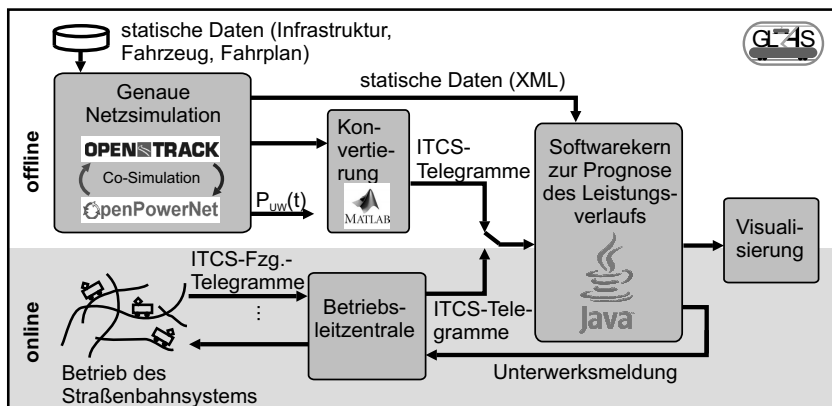 statische Daten (Infrastruktur,
Fahrzeug, Fahrplan)
GLEAS
offline
Genaue
Netzsimulation
OPENTRACK
Co-Simulation
OpenPowerNet
statische Daten (XML)
P_UW(t)
Kon-
vertie-
rung
MATLAB
ITCS-
Telegramme
Softwarekern
zur Prognose
des Leistungs-
verlaufs
Java
Visuali-
sierung
online
ITCS-Fzg.-
Telegramme
...
Betriebs-
leitzentrale
ITCS-Tele-
gramme
Unterwerksmeldung
Betrieb des
Straßenbahnsystems